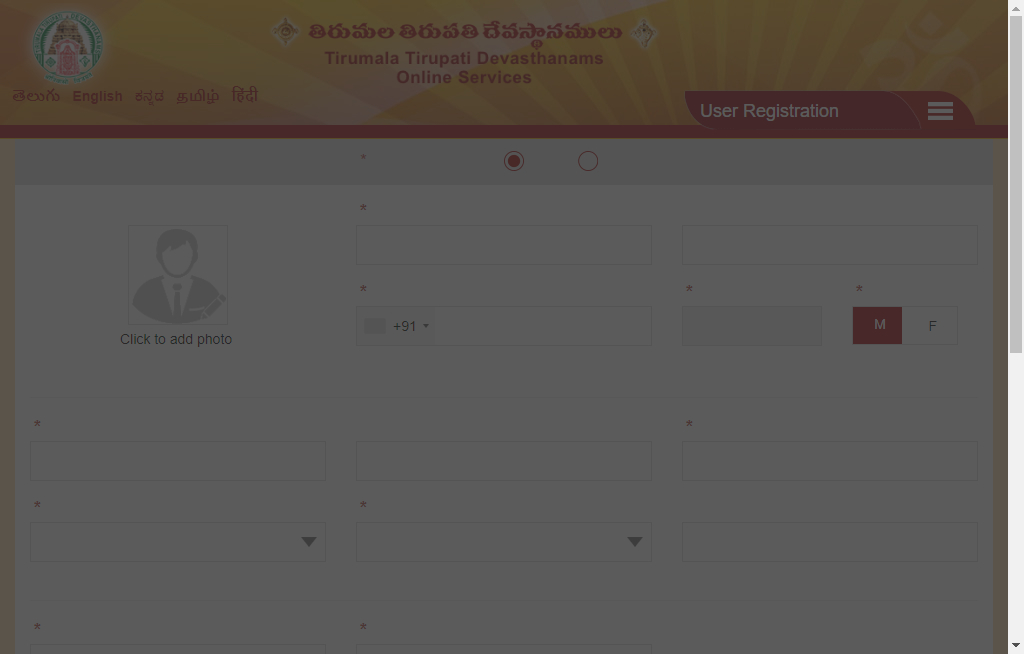 తిరుమల తిరుపతి దేవస్థానములు
Tirumala Tirupati Devasthanams
Online Services
తెలుగు English ಕನ್ನಡ தமிழ் हिंदी
User Registration
*
*
* * *
+91 M F
Click to add photo
* *
* *
* *